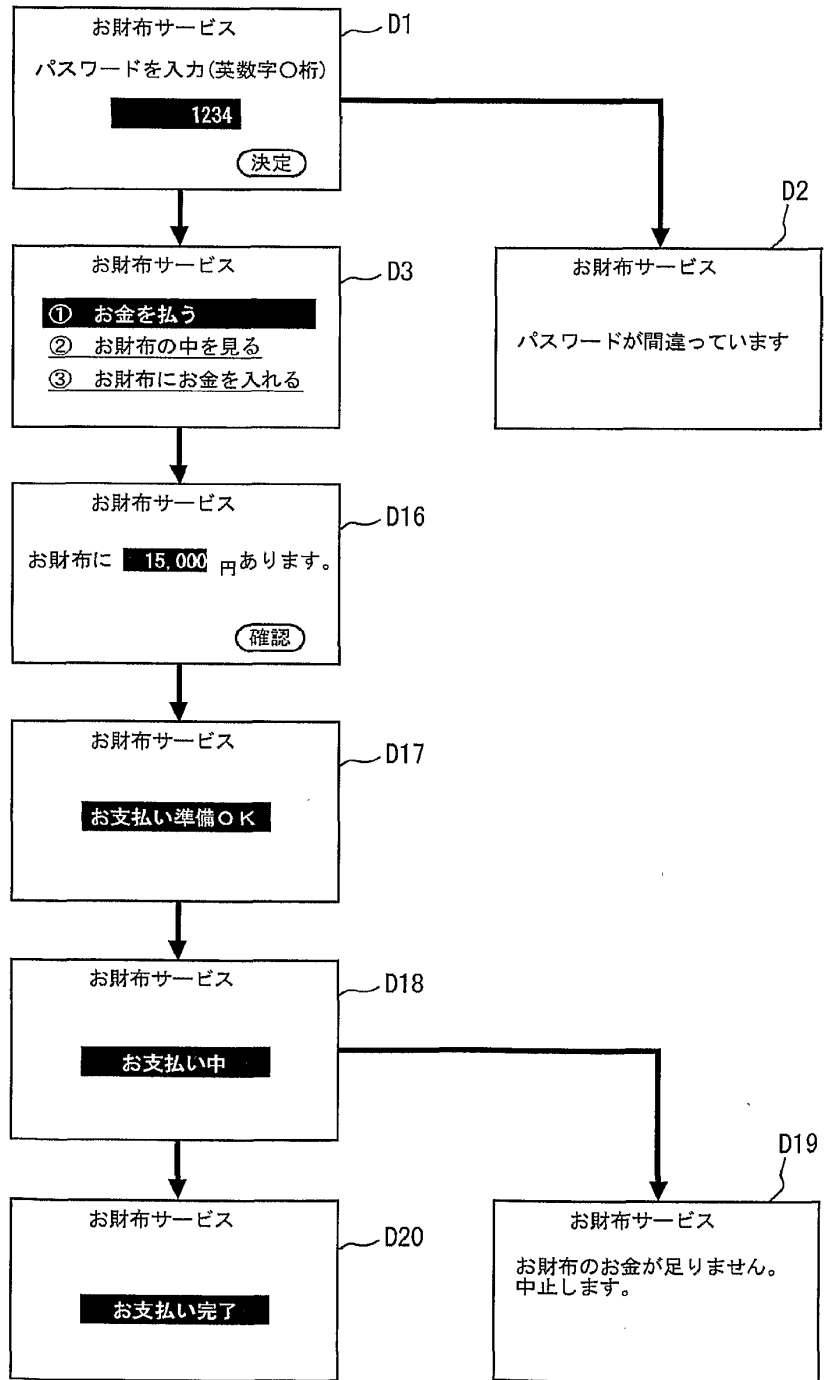 お財布サービス
D1
パスワードを入力(英数字〇桁)
1234
決定
D2
お財布サービス
パスワードが間違っています
お財布サービス
D3
① お金を払う
② お財布の中を見る
③ お財布にお金を入れる
お財布サービス
D16
お財布に 15,000 円あります。
確認
お財布サービス
D17
お支払い準備OK
お財布サービス
D18
お支払い中
D19
お財布サービス
お財布のお金が足りません。
中止します。
お財布サービス
D20
お支払い完了